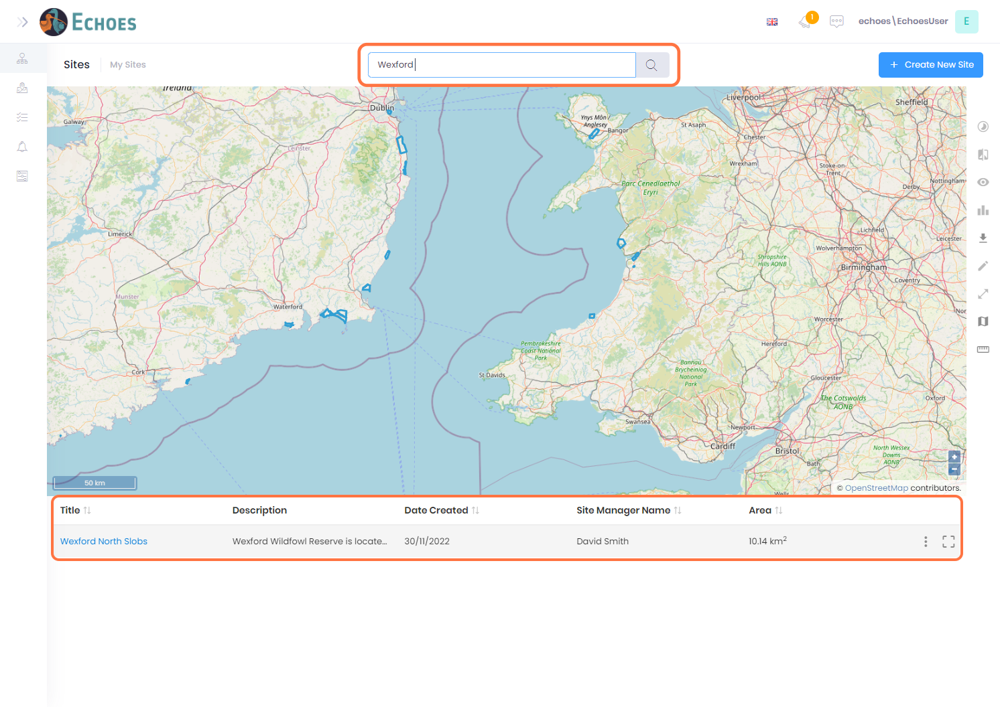 ECHOES
1
echoes\EchoesUser
E
Sites
My Sites
Wexford
+ Create New Site
Ireland
Dublin
Galway
Leinster
Limerick
Munster
Waterford
Cork
Liverpool
Sheffield
Ynys Môn /
Anglesey
Bangor
St Asaph
Chester
Wrexham
Stoke-on-
Trent
Derby
Nottingham
Parc Cenedlaethol
Eryri
Lichfield
Leicester
Wolverhampton
Shropshire
Hills AONB
Birmingham
Coventry
Nor
Worcester
Pembrokeshire
Coast National
Park
Hereford
Bannau
Brycheiniog
National
Park
St Davids
Gloucester
The Cotswolds
AONB
Oxford
Swansea
Newport
Cardiff
Bristol
North Wessex
Downs
AONB
Bath
Wells
+
−
50 km
© OpenStreetMap contributors.
Title
Description
Date Created
Site Manager Name
Area
Wexford North Slobs
Wexford Wildfowl Reserve is locate...
30/11/2022
David Smith
10.14 km²